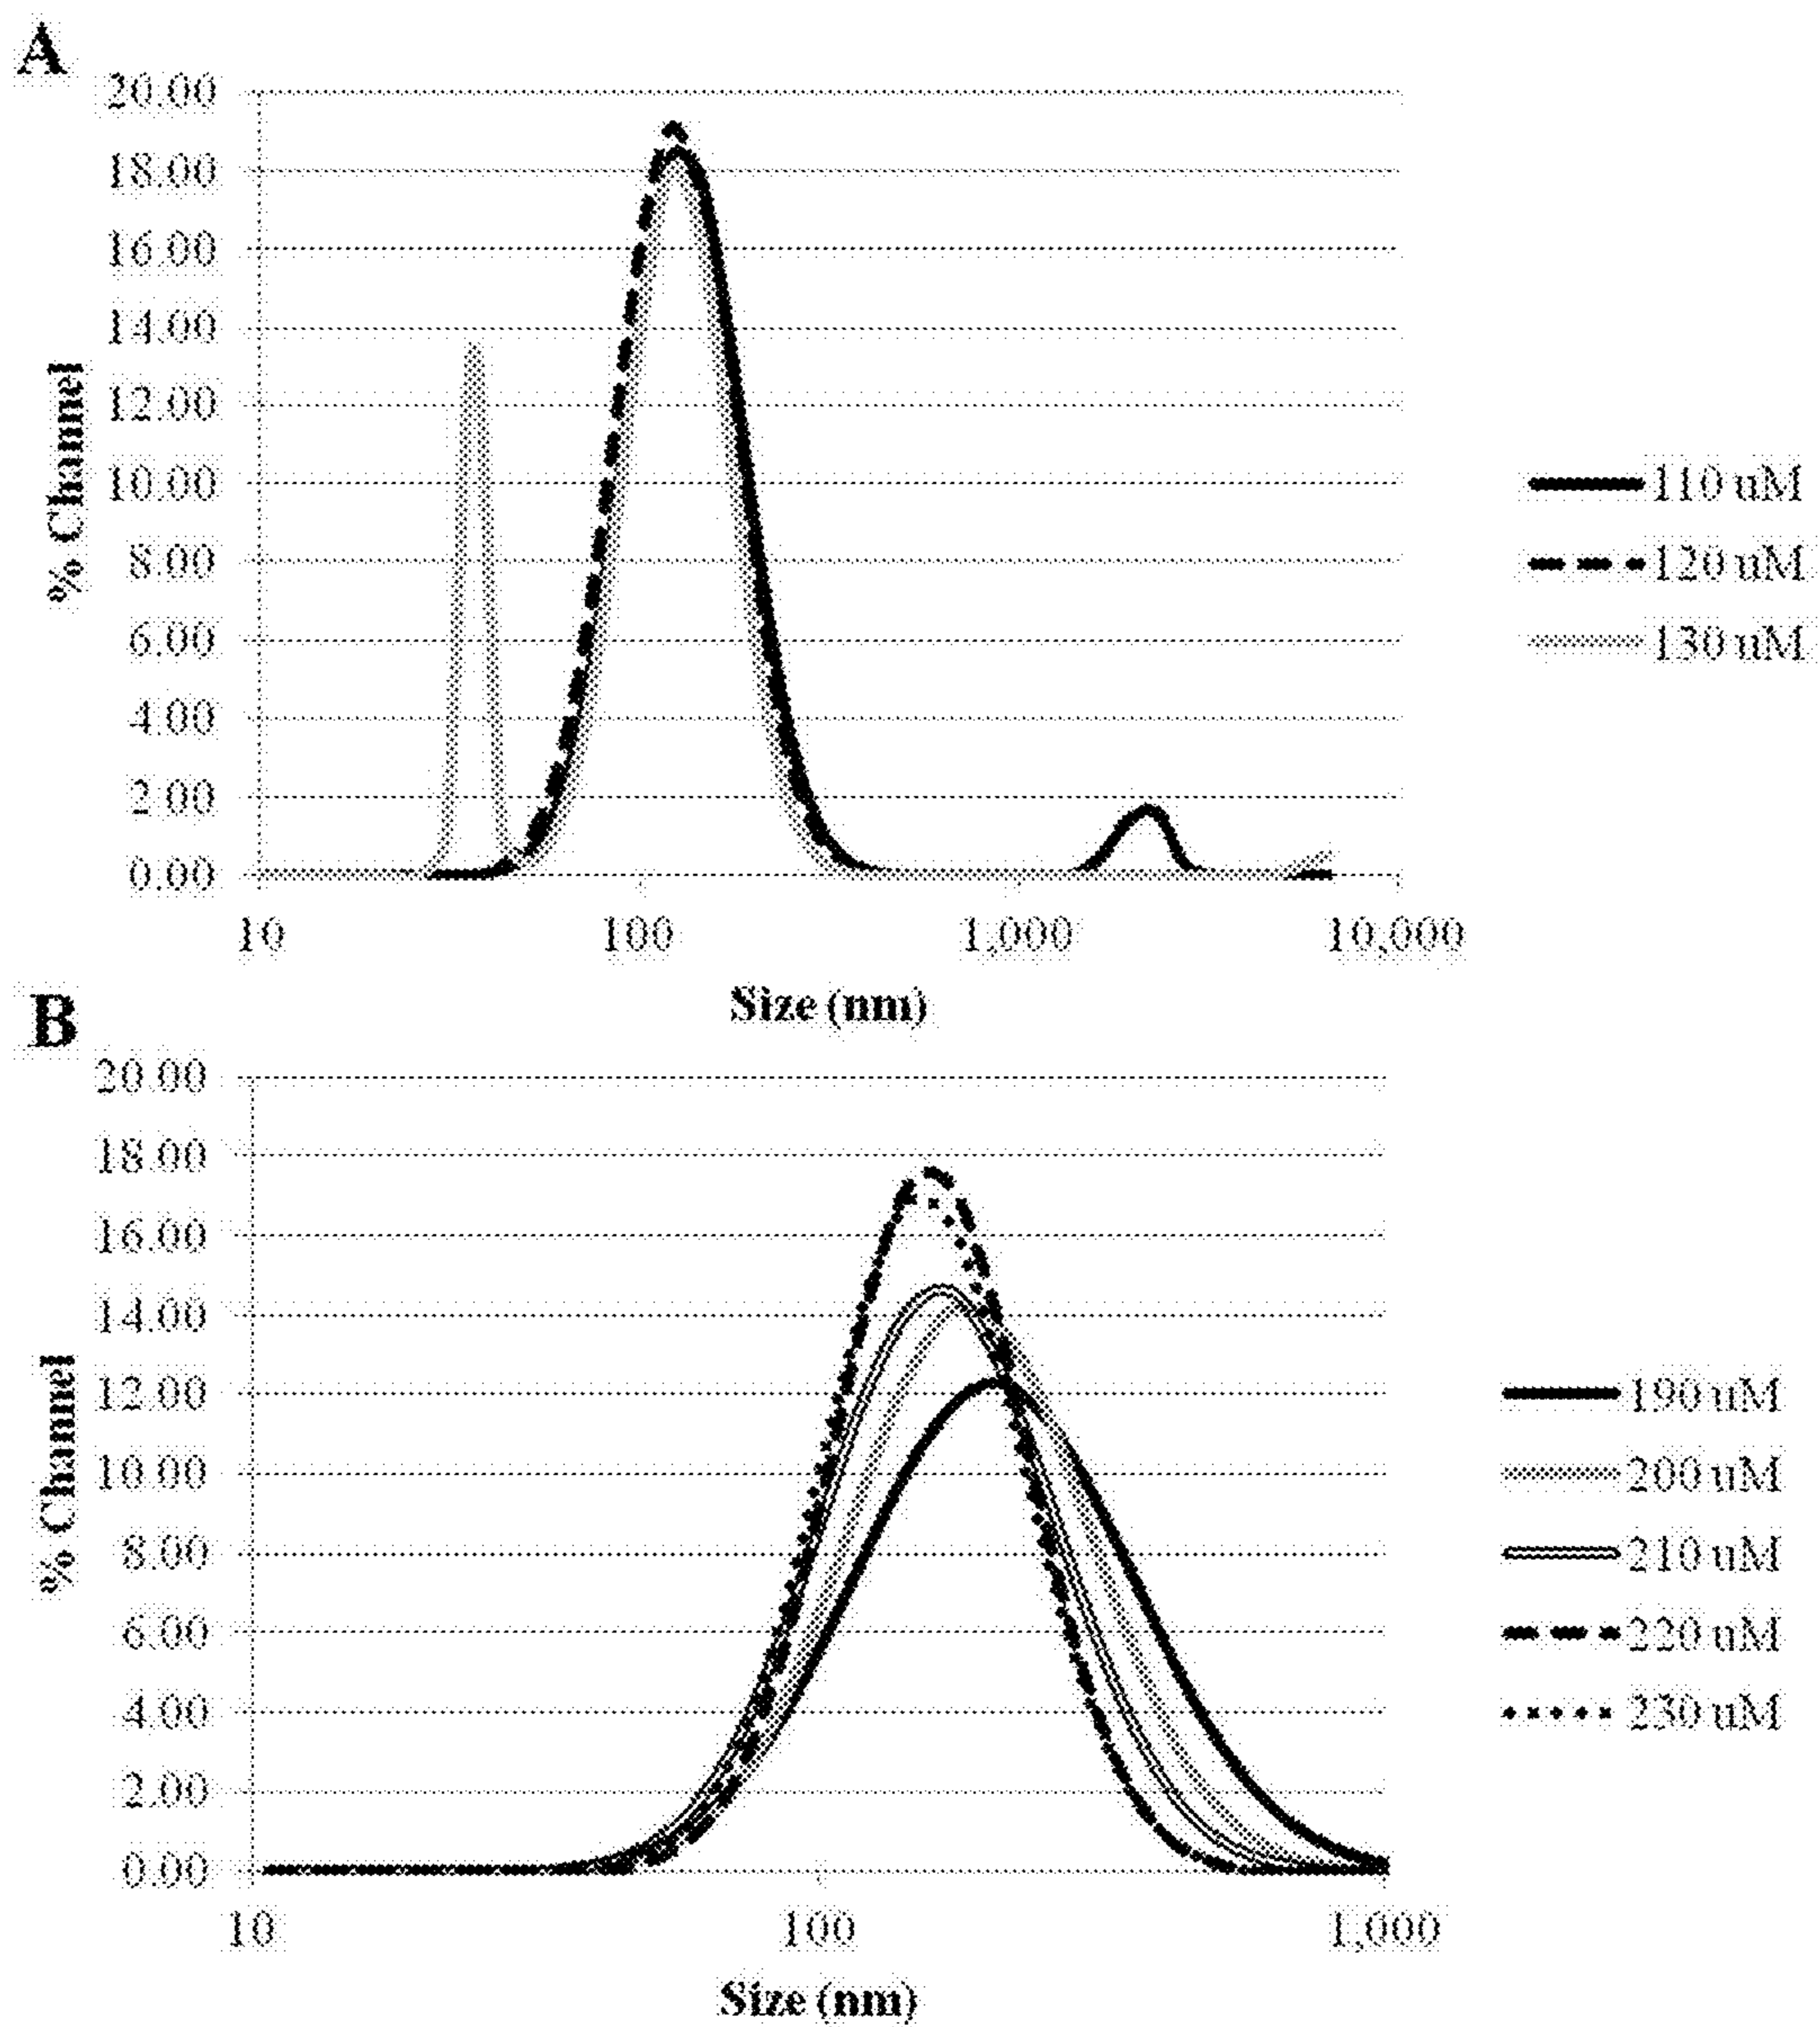 A
20.00
18.00
16.00
14.00
12.00
10.00
8.00
6.00
4.00
2.00
0.00
% Channel
10 100 1,000 10,000
Size (nm)
110 uM
120 uM
130 uM
B
20.00
18.00
16.00
14.00
12.00
10.00
8.00
6.00
4.00
2.00
0.00
% Channel
10 100 1,000
Size (nm)
190 uM
200 uM
210 uM
220 uM
230 uM